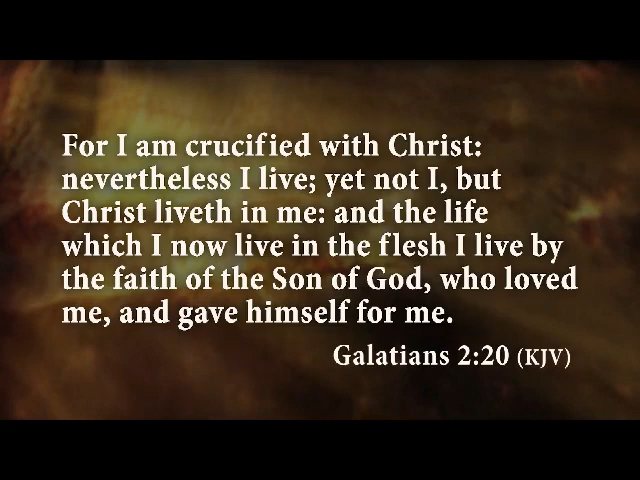 For I am crucified with Christ:
nevertheless I live; yet not I, but
Christ liveth in me: and the life
which I now live in the flesh I live by
the faith of the Son of God, who loved
me, and gave himself for me.
Galatians 2:20 (KJV)